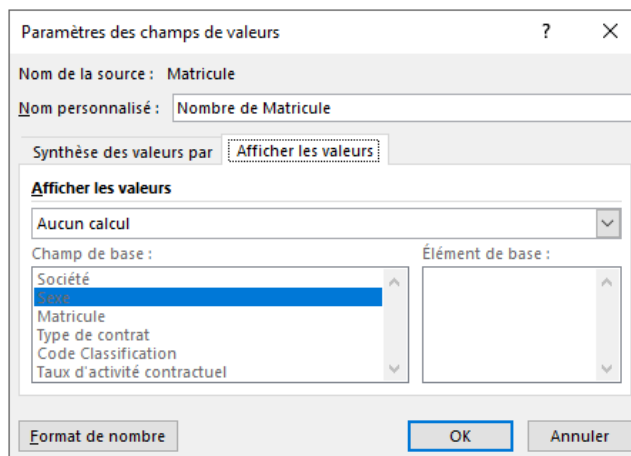 Paramètres des champs de valeurs ?
Nom de la source : Matricule
Nom personnalisé : Nombre de Matricule
Synthèse des valeurs par Afficher les valeurs
Afficher les valeurs
Aucun calcul
Champ de base : Élément de base :
Société
Sexe
Matricule
Type de contrat
Code Classification
Taux d'activité contractuel
Format de nombre OK Annuler